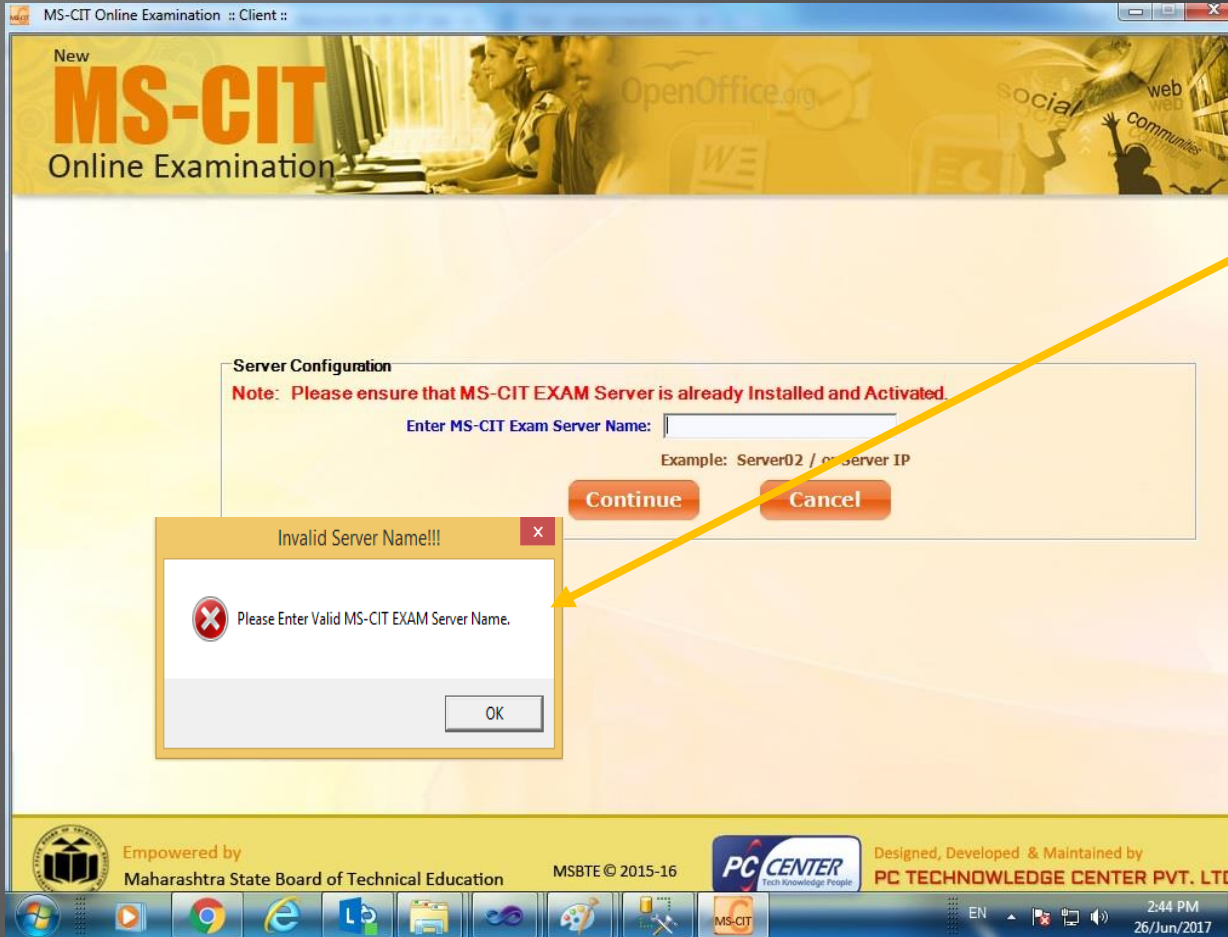 MS-CIT Online Examination :: Client ::
New
MS-CIT
Online Examination
OpenOffice.org
social
web
web
communities
Server Configuration
Note: Please ensure that MS-CIT EXAM Server is already Installed and Activated.
Enter MS-CIT Exam Server Name:
Example: Server02 / or Server IP
Continue
Cancel
Invalid Server Name!!!
x
Please Enter Valid MS-CIT EXAM Server Name.
OK
Empowered by
Maharashtra State Board of Technical Education
MSBTE © 2015-16
PC CENTER
Tech Knowledge People
Designed, Developed & Maintained by
PC TECHNOWLEDGE CENTER PVT. LTD
MS-CIT
EN
2:44 PM
26/Jun/2017